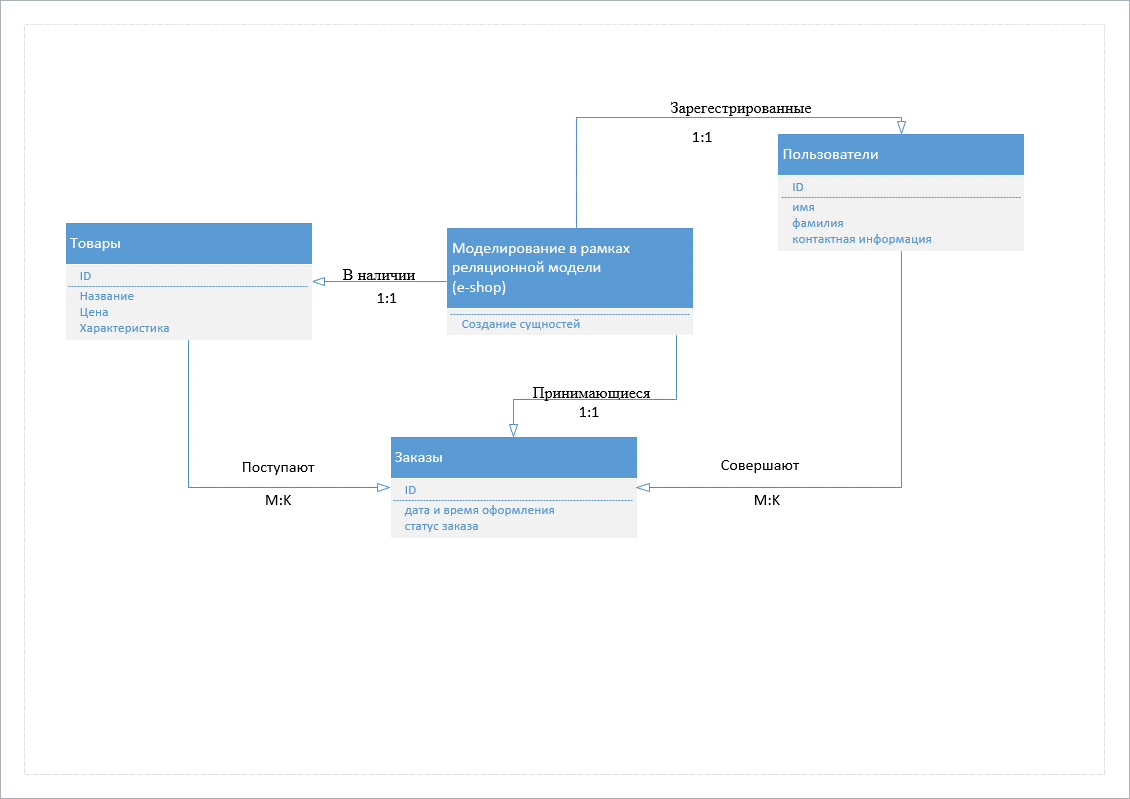 Зарегестрированные
1:1
Пользователи
ID
имя
фамилия
контактная информация
Товары
ID
Название
Цена
Характеристика
В наличии
1:1
Моделирование в рамках
реляционной модели
(e-shop)
Создание сущностей
Принимающиеся
1:1
Поступают
M:K
Заказы
ID
дата и время оформления
статус заказа
Совершают
M:K